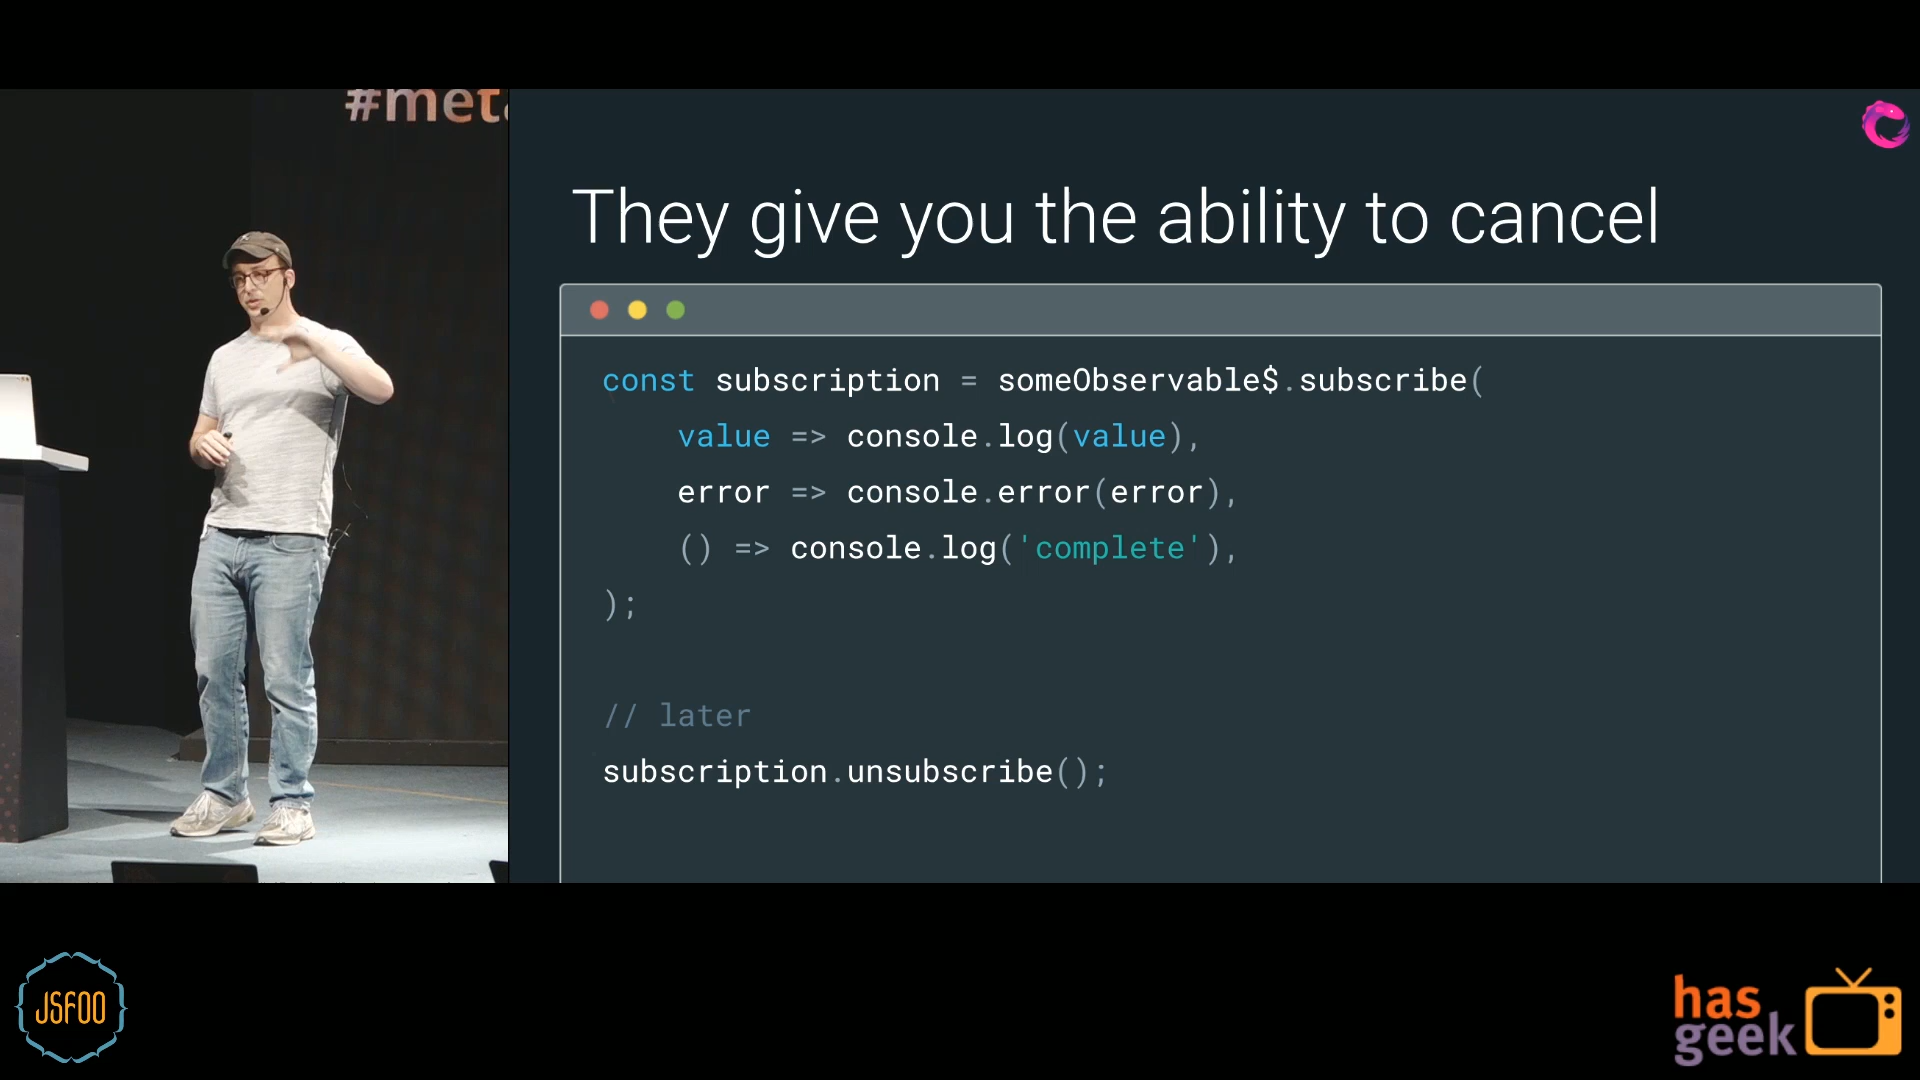 #meta
They give you the ability to cancel
const subscription = someObservable$.subscribe(
    value => console.log(value),
    error => console.error(error),
    () => console.log('complete'),
);
// later
subscription.unsubscribe();
JSFOO
has
geek